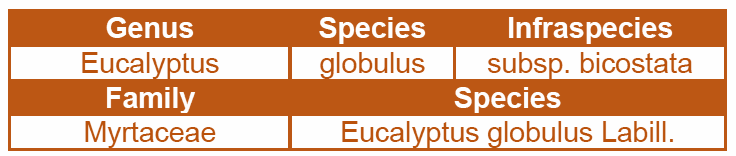 Genus Species Infraspecies
Eucalyptus globulus subsp. bicostata
Family Species
Myrtaceae Eucalyptus globulus Labill.